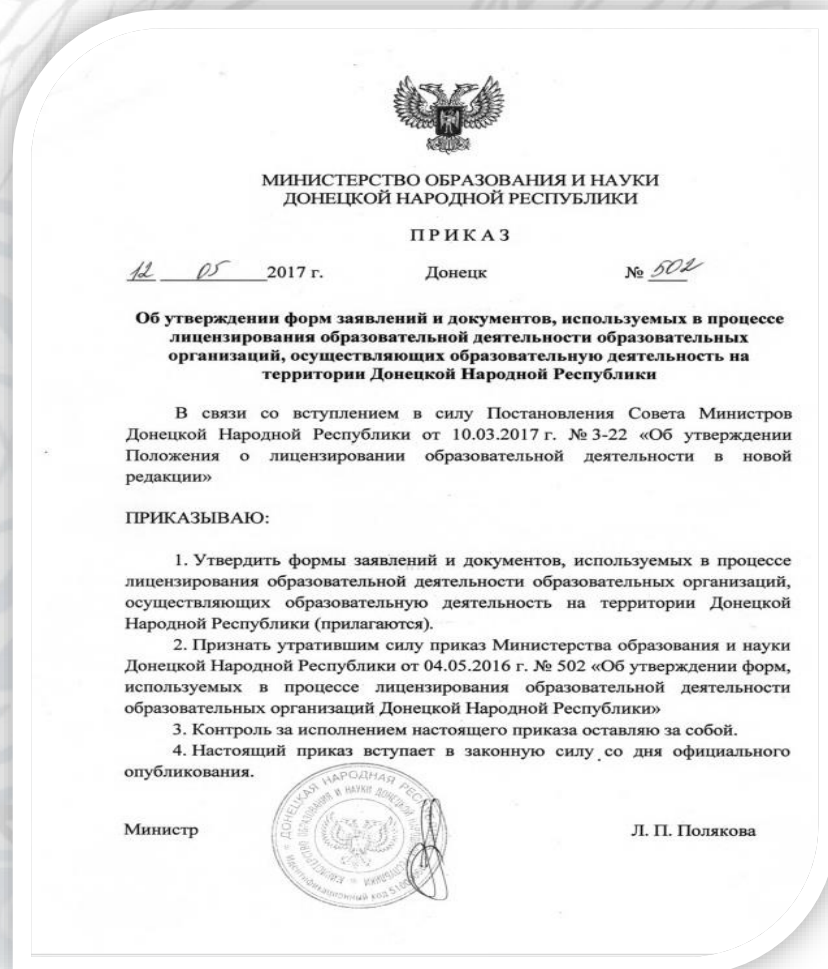 МИНИСТЕРСТВО ОБРАЗОВАНИЯ И НАУКИ
ДОНЕЦКОЙ НАРОДНОЙ РЕСПУБЛИКИ
ПРИКАЗ
12 05 2017 г. Донецк № 502
Об утверждении форм заявлений и документов, используемых в процессе
лицензирования образовательной деятельности образовательных
организаций, осуществляющих образовательную деятельность на
территории Донецкой Народной Республики
В связи со вступлением в силу Постановления Совета Министров
Донецкой Народной Республики от 10.03.2017 г. № 3-22 «Об утверждении
Положения о лицензировании образовательной деятельности в новой
редакции»
ПРИКАЗЫВАЮ:
1. Утвердить формы заявлений и документов, используемых в процессе
лицензирования образовательной деятельности образовательных организаций,
осуществляющих образовательную деятельность на территории Донецкой
Народной Республики (прилагаются).
2. Признать утратившим силу приказ Министерства образования и науки
Донецкой Народной Республики от 04.05.2016 г. № 502 «Об утверждении форм,
используемых в процессе лицензирования образовательной деятельности
образовательных организаций Донецкой Народной Республики»
3. Контроль за исполнением настоящего приказа оставляю за собой.
4. Настоящий приказ вступает в законную силу со дня официального
опубликования.
Министр Л. П. Полякова
ДОНЕЦКАЯ НАРОДНАЯ